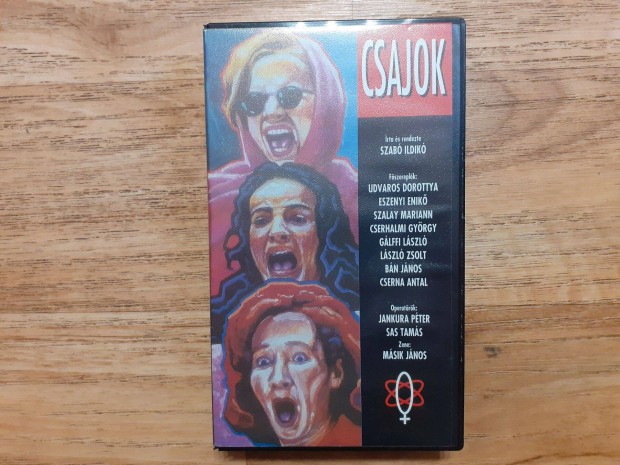 CSAJOK
Írta és rendezte
SZABÓ ILDIKÓ
Főszereplők:
UDVAROS DOROTTYA
ESZENYI ENIKŐ
SZALAY MARIANN
CSERHALMI GYÖRGY
GÁLFFI LÁSZLÓ
LÁSZLÓ ZSOLT
BÁN JÁNOS
CSERNA ANTAL
Operatőrök:
JANKURA PÉTER
SAS TAMÁS
Zene:
MÁSIK JÁNOS